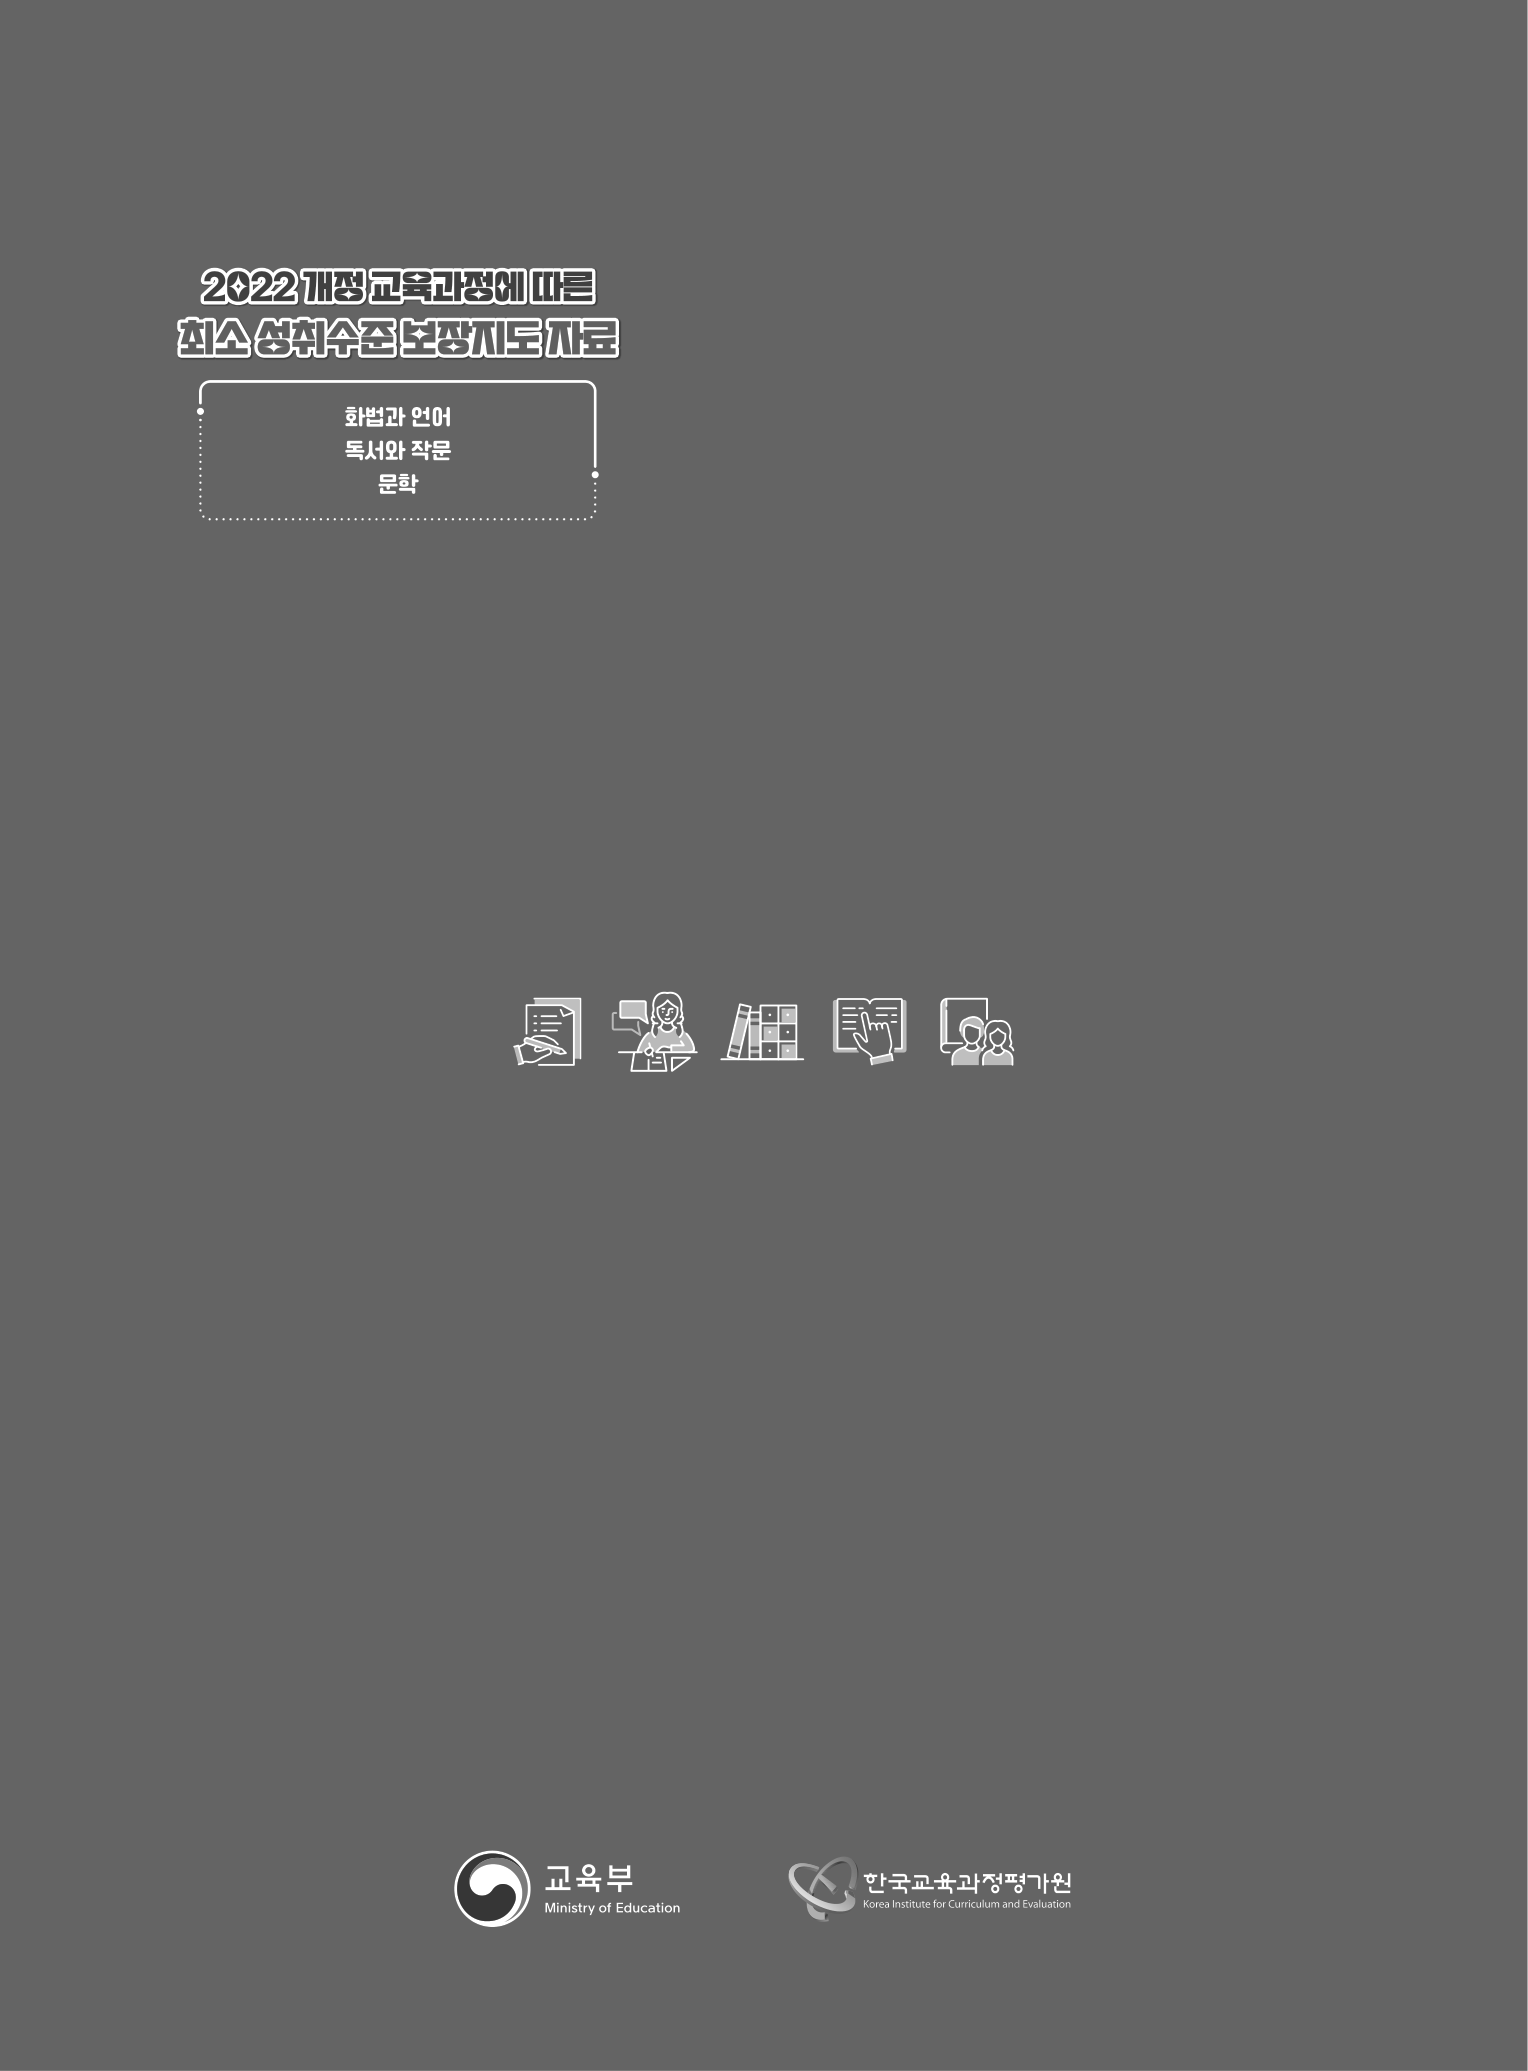 2022 개정 교육과정에 따른
최소 성취수준 보장지도 자료
화법과 언어
독서와 작문
문학
교육부
Ministry of Education
한국교육과정평가원
Korea Institute for Curriculum and Evaluation